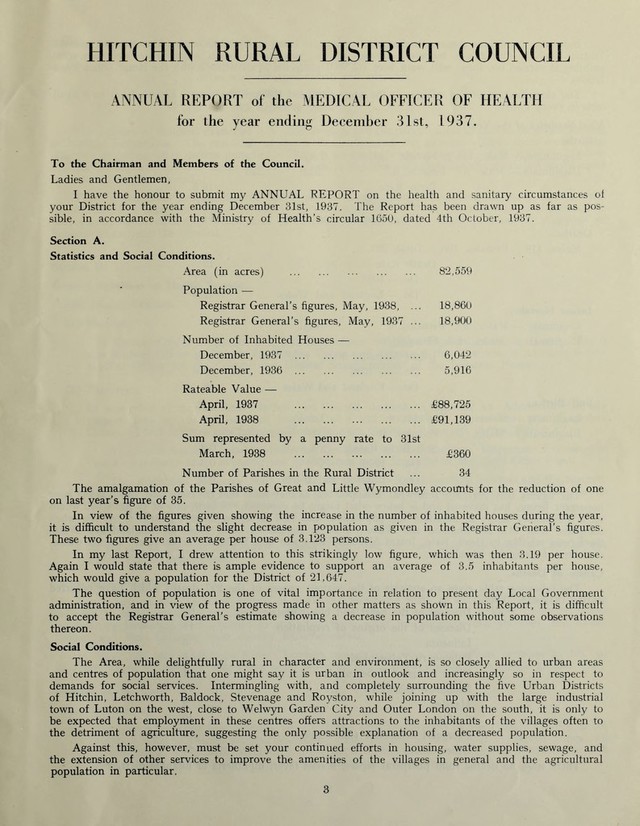 HITCHIN RURAL DISTRICT COUNCIL
ANNUAL REPORT of the MEDICAL OFFICER OF HEALTH
for the year ending December 31st, 1937.
To the Chairman and Members of the Council.
Ladies and Gentlemen,
I have the honour to submit my ANNUAL REPORT on the health and sanitary circumstances of
your District for the year ending December 31st, 1937. The Report has been drawn up as far as pos-
sible, in accordance with the Ministry of Health's circular 1650, dated 4th October, 1937.
Section A.
Statistics and Social Conditions.
Area (in acres) ... ... ... ... ... 82,559
Population —
Registrar General's figures, May, 1938, ... 18,860
Registrar General's figures, May, 1937 ... 18,900
Number of Inhabited Houses —
December, 1937 ... ... ... ... ... 6,042
December, 1936 ... ... ... ... ... 5,916
Rateable Value —
April, 1937 ... ... ... ... ... £88,725
April, 1938 ... ... ... ... ... £91,139
Sum represented by a penny rate to 31st
March, 1938 ... ... ... ... ... £360
Number of Parishes in the Rural District ... 34
The amalgamation of the Parishes of Great and Little Wymondley accounts for the reduction of one
on last year's figure of 35.
In view of the figures given showing the increase in the number of inhabited houses during the year,
it is difficult to understand the slight decrease in population as given in the Registrar General's figures.
These two figures give an average per house of 3.123 persons.
In my last Report, I drew attention to this strikingly low figure, which was then 3.19 per house.
Again I would state that there is ample evidence to support an average of 3.5 inhabitants per house,
which would give a population for the District of 21.647.
The question of population is one of vital importance in relation to present day Local Government
administration, and in view of the progress made in other matters as shown in this Report, it is difficult
to accept the Registrar General's estimate showing a decrease in population without some observations
thereon.
Social Conditions.
The Area, while delightfully rural in character and environment, is so closely allied to urban areas
and centres of population that one might say it is urban in outlook and increasingly so in respect to
demands for social services. Intermingling with, and completely surrounding the five Urban Districts
of Hitchin, Letchworth, Baldock, Stevenage and Royston, while joining up with the large industrial
town of Luton on the west, close to Welwyn Garden City and Outer London on the south, it is only to
be expected that employment in these centres offers attractions to the inhabitants of the villages often to
the detriment of agriculture, suggesting the only possible explanation of a decreased population.
Against this, however, must be set your continued efforts in housing, water supplies, sewage, and
the extension of other services to improve the amenities of the villages in general and the agricultural
population in particular.
3